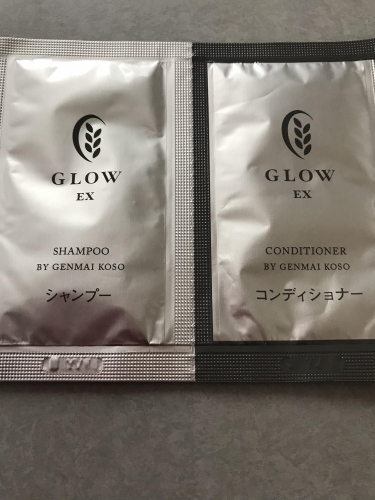 GLOW
EX
SHAMPOO
BY GENMAI KOSO
シャンプー
GLOW
EX
CONDITIONER
BY GENMAI KOSO
コンディショナー